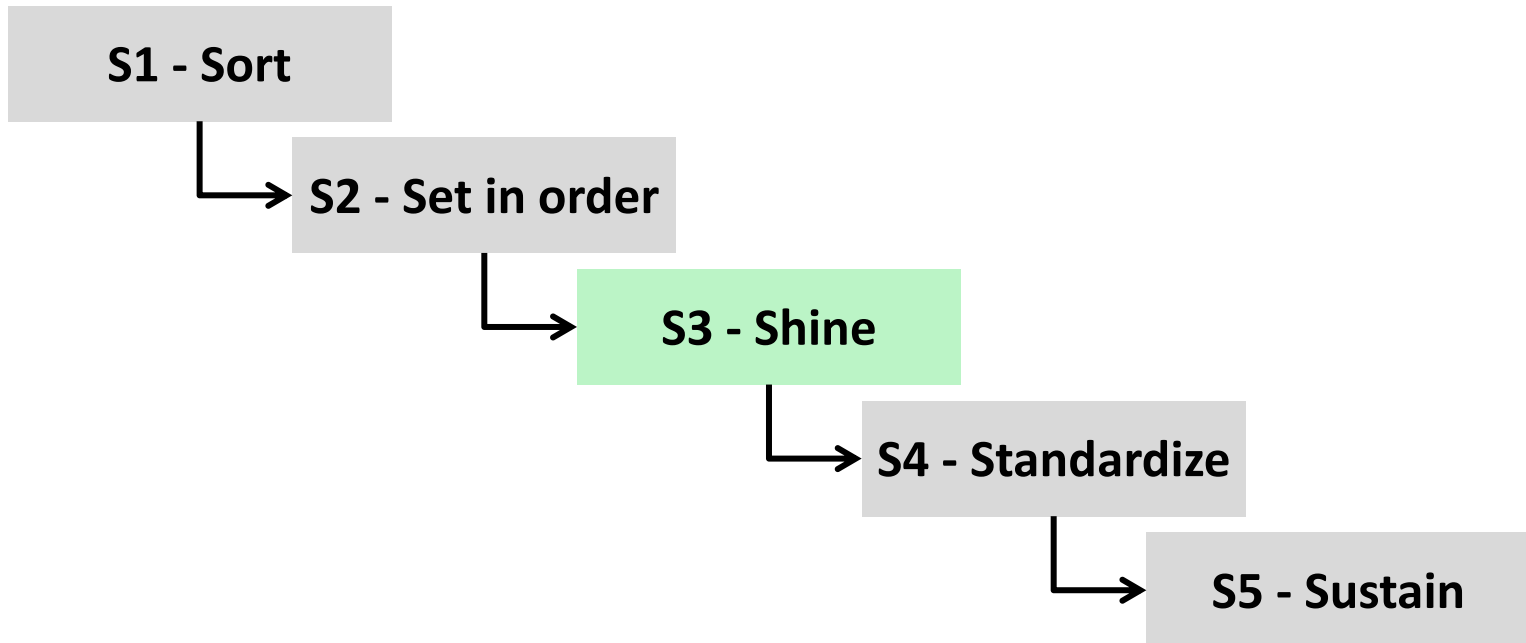 S1 - Sort
S2 - Set in order
S3 - Shine
S4 - Standardize
S5 - Sustain